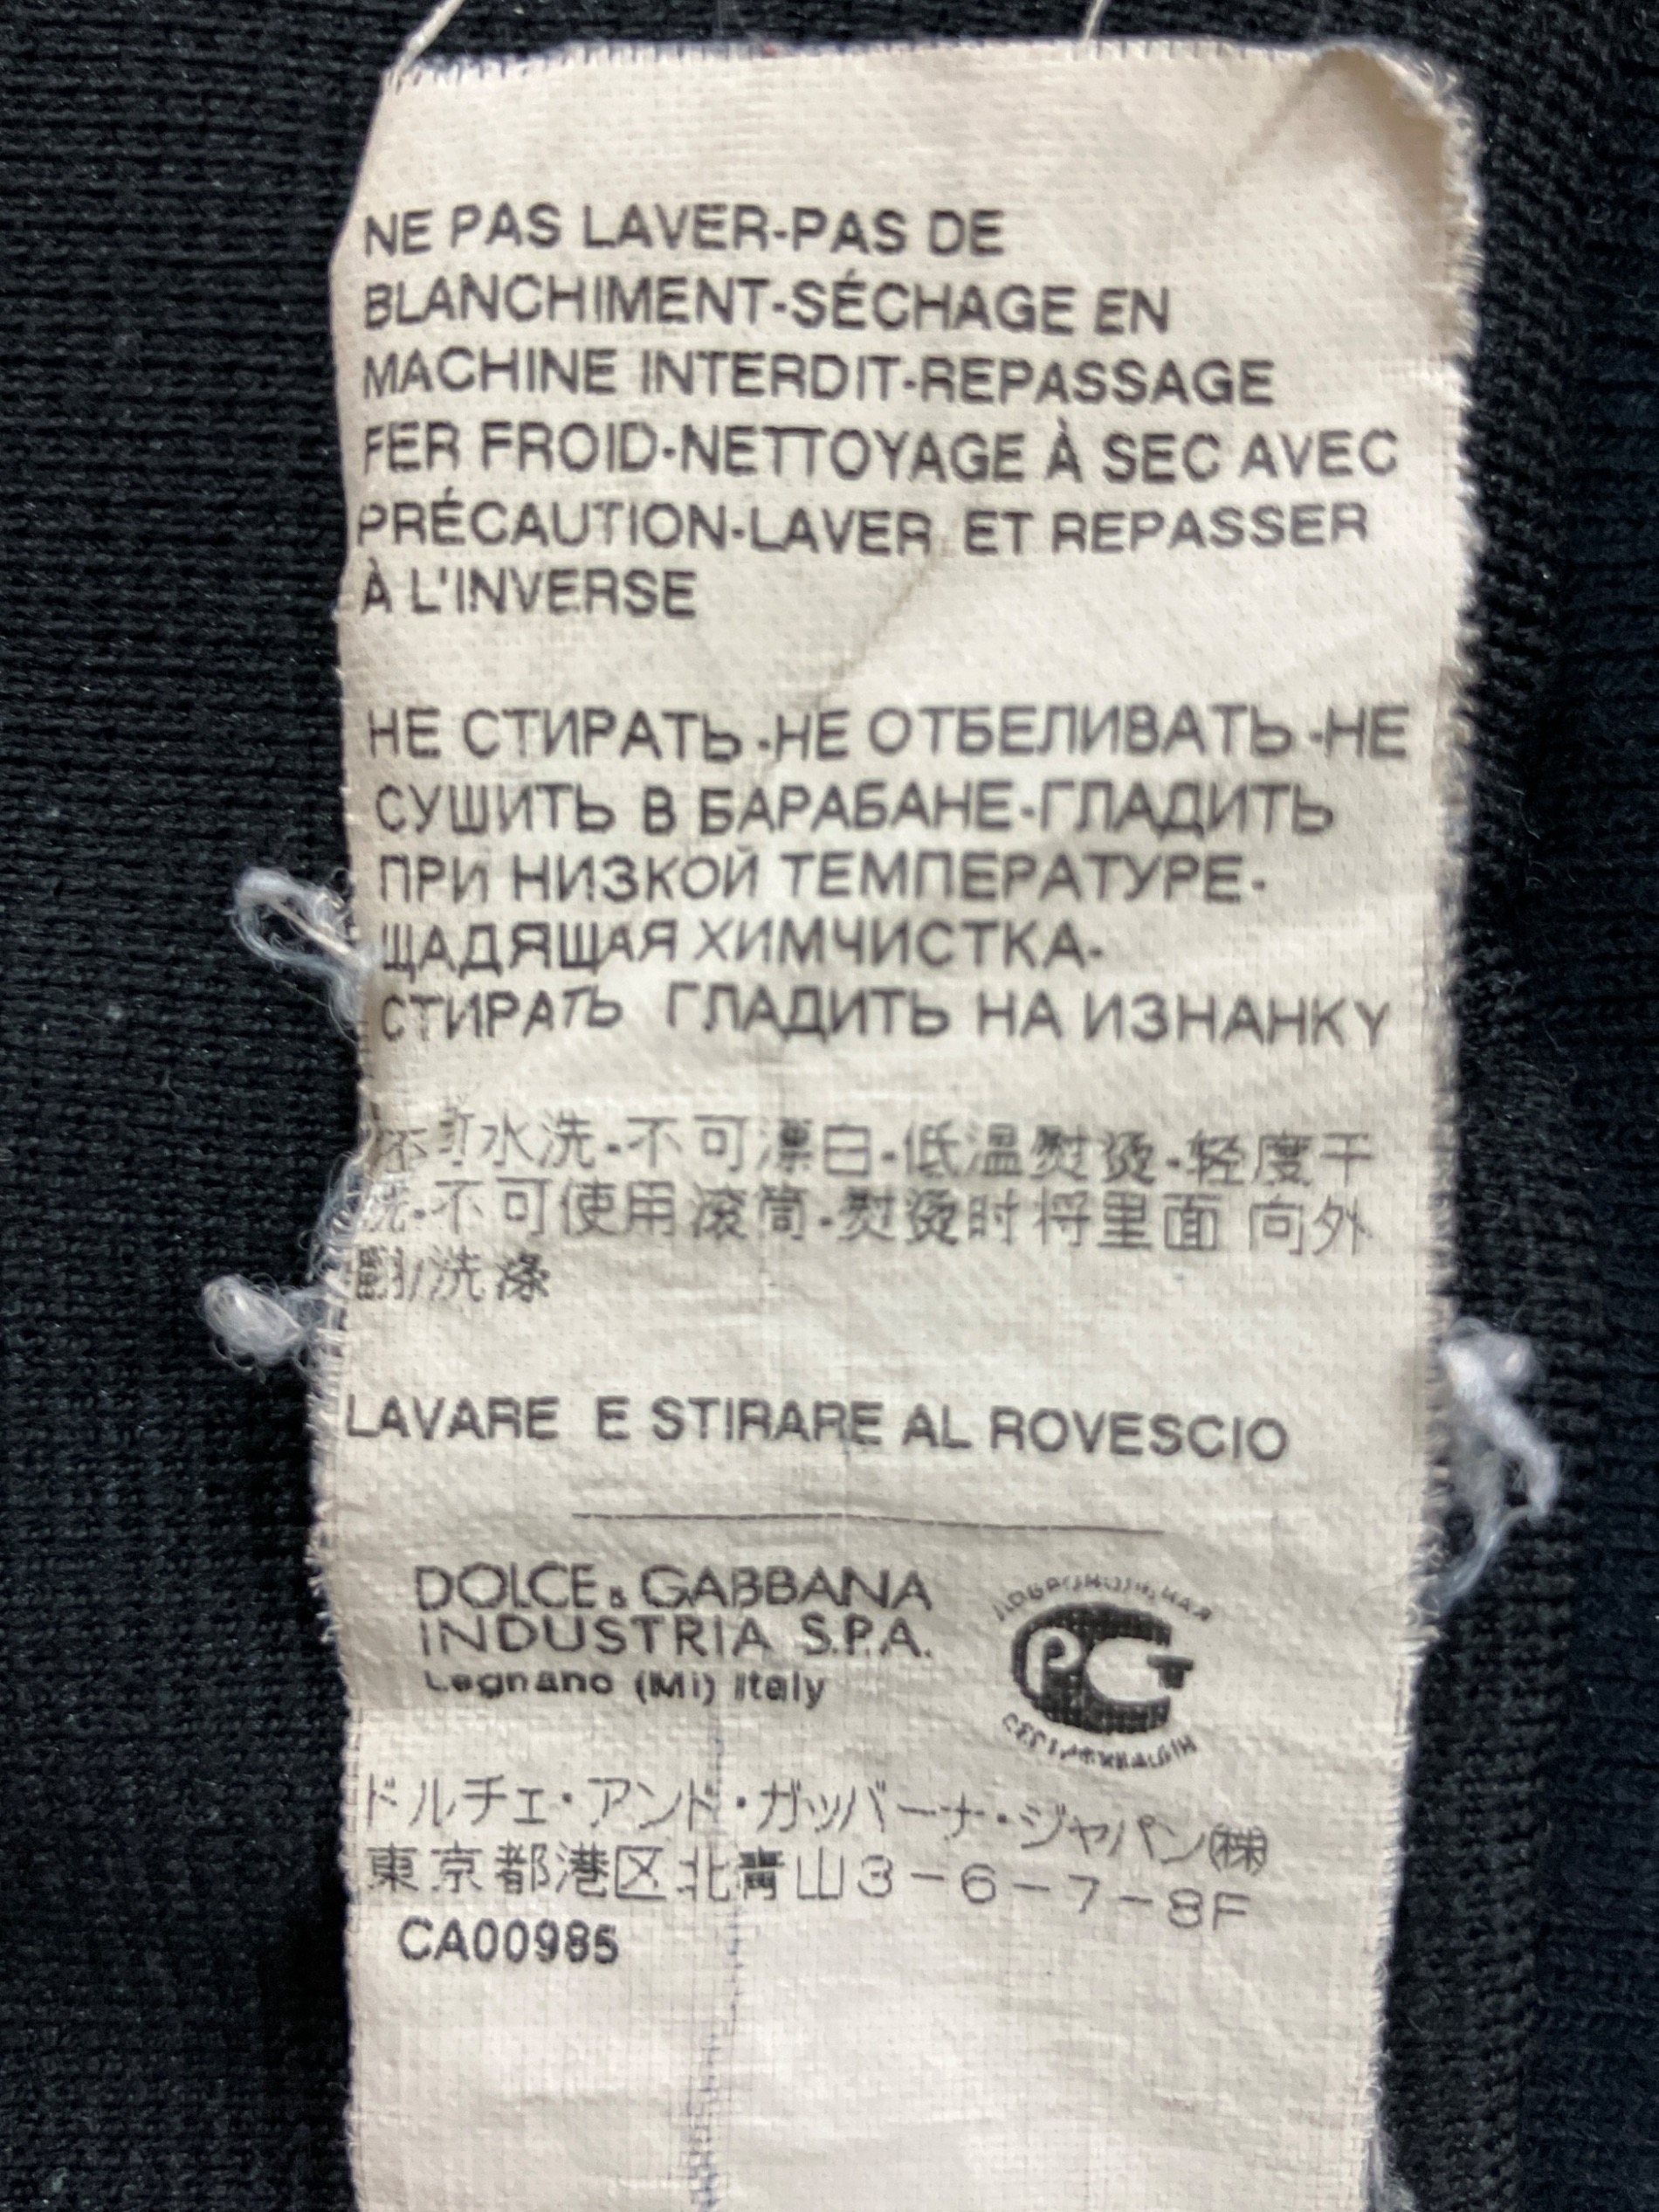 NE PAS LAVER-PAS DE
BLANCHIMENT-SÉCHAGE EN
MACHINE INTERDIT-REPASSAGE
FER FROID-NETTOYAGE À SEC AVEC
PRÉCAUTION-LAVER ET REPASSER
À L'INVERSE
НЕ СТИРАТЬ-НЕ ОТБЕЛИВАТЬ-НЕ
СУШИТЬ В БАРАБАНЕ-ГЛАДИТЬ
ПРИ НИЗКОЙ ТЕМПЕРАТУРЕ-
ЩАДЯЩАЯ ХИМЧИСТКА-
СТИРАТЬ ГЛАДИТЬ НА ИЗНАНКУ
不可水洗-不可漂白-低温熨烫-轻度干
洗-不可使用滚筒-熨烫时将里面 向外
翻/洗涤
LAVARE E STIRARE AL ROVESCIO
DOLCE & GABBANA
INDUSTRIA S.P.A.
Legnano (Mi) Italy
PCT
ドルチェ・アンド・ガッバーナ・ジャパン㈱
東京都港区北青山3-6-7-8F
CA00985